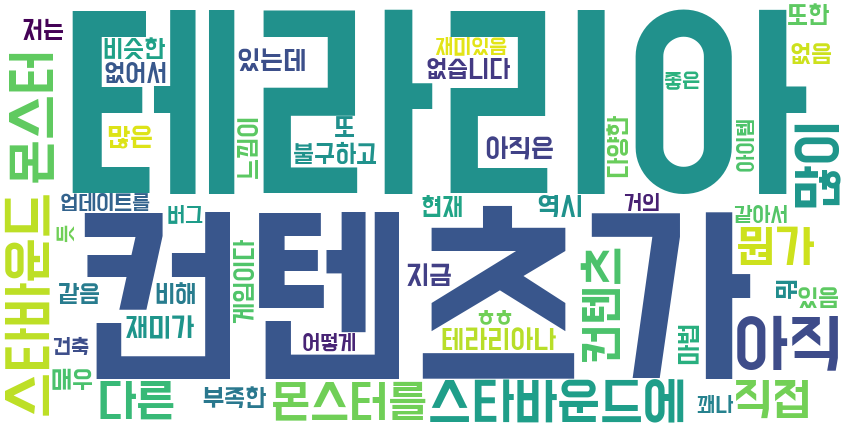 저는
테라리아
또한
비슷한
없어서
있는데
재미있음
없습니다
없음
좋은
몬스터
많은
느낌이
또
불구하고
아직은
다양한
아이템
많이
스타바운드
업데이트를
버그
현재
역시
거의
같아서
듯
컨텐츠가
뭔가
같음
비해
게임이다
지금
컨텐츠
막
있음
재미가
ㅎㅎ
어떻게
테라리아나
마법
아직
건축
매우
다른
부족한
몬스터를
스타바운드에
꽤나
직접